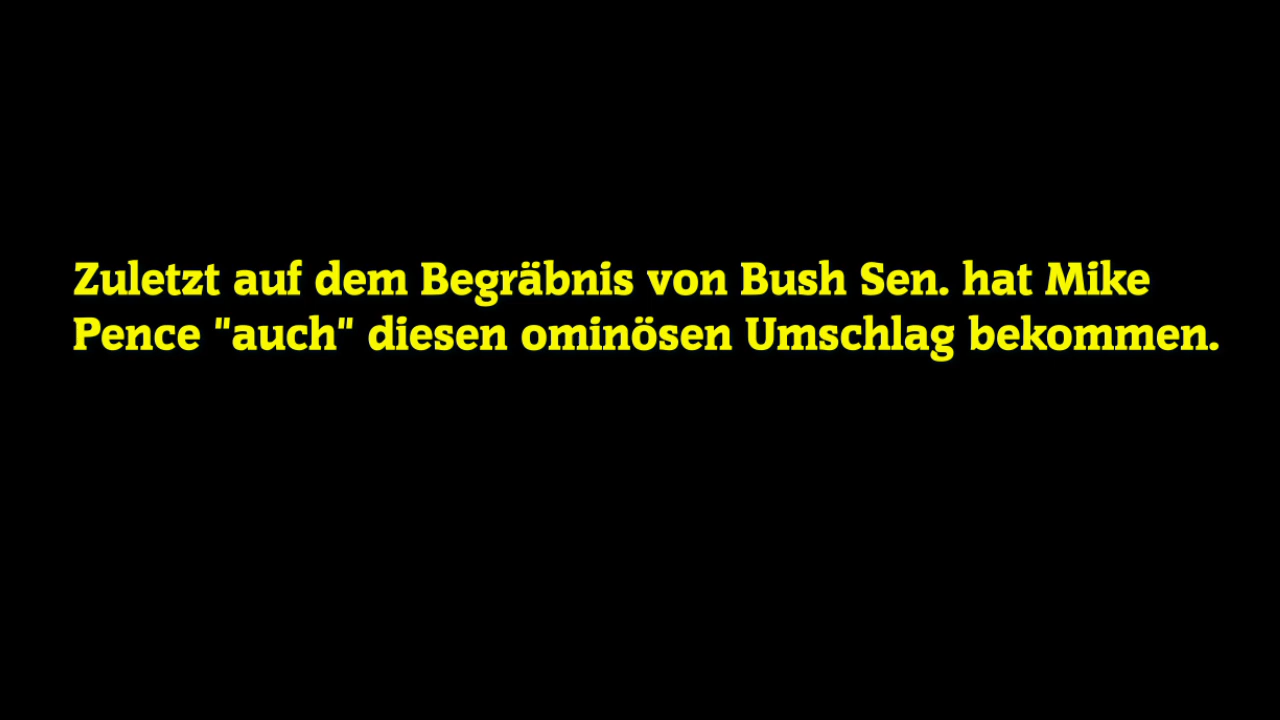 Zuletzt auf dem Begräbnis von Bush Sen. hat Mike
Pence "auch" diesen ominösen Umschlag bekommen.